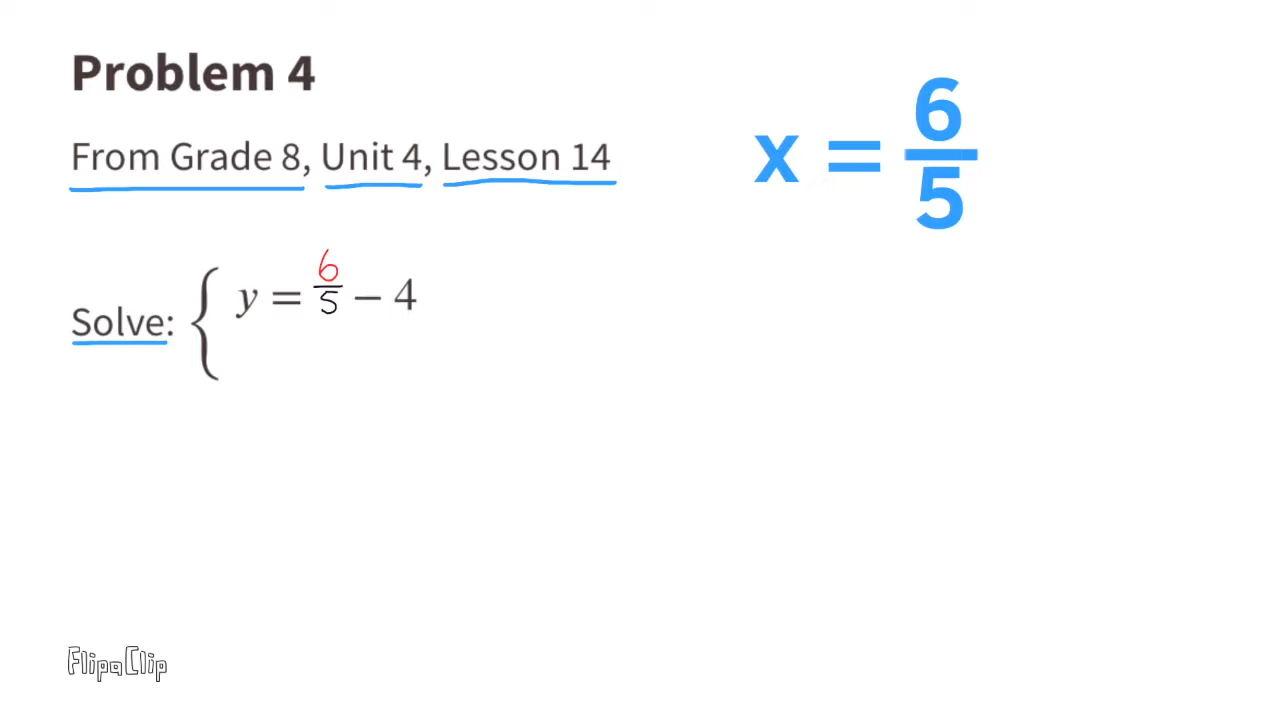 Problem 4
From Grade 8, Unit 4, Lesson 14
x = 6/5
Solve: { y = 6/5 − 4
FlipaClip